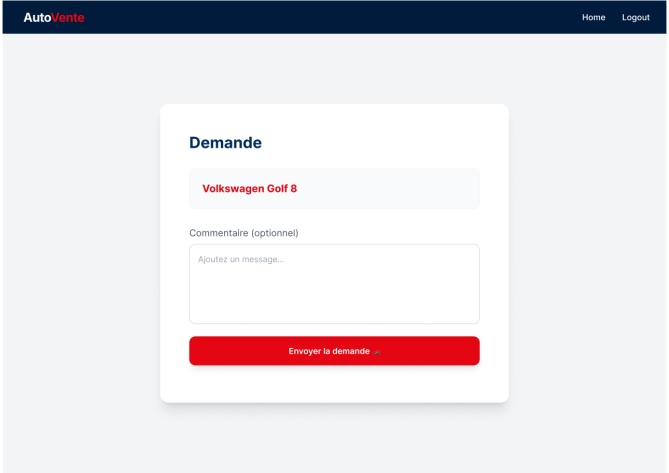 AutoVente
Home Logout
Demande
Volkswagen Golf 8
Commentaire (optionnel)
Ajoutez un message...
Envoyer la demande